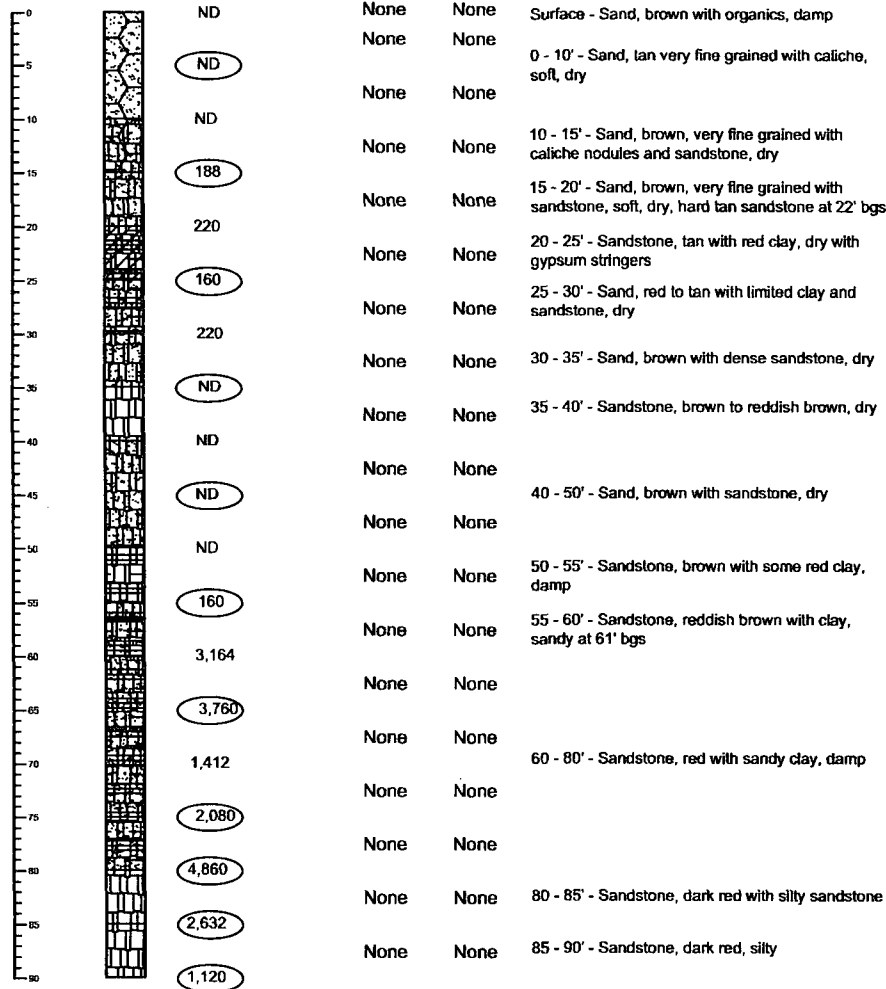 0 ND None None Surface - Sand, brown with organics, damp
None None
0 - 10' - Sand, tan very fine grained with caliche,
soft, dry
5 ND
None None
10 ND
10 - 15' - Sand, brown, very fine grained with
caliche nodules and sandstone, dry
None None
15 188
15 - 20' - Sand, brown, very fine grained with
sandstone, soft, dry, hard tan sandstone at 22' bgs
None None
20 220
20 - 25' - Sandstone, tan with red clay, dry with
gypsum stringers
None None
25 160
25 - 30' - Sand, red to tan with limited clay and
sandstone, dry
None None
30 220
None None 30 - 35' - Sand, brown with dense sandstone, dry
35 ND
35 - 40' - Sandstone, brown to reddish brown, dry
None None
40 ND
None None
45 ND 40 - 50' - Sand, brown with sandstone, dry
None None
50 ND
50 - 55' - Sandstone, brown with some red clay,
damp
None None
55 160
55 - 60' - Sandstone, reddish brown with clay,
sandy at 61' bgs
None None
60 3,164
None None
65 3,760
None None
70 1,412 60 - 80' - Sandstone, red with sandy clay, damp
None None
75 2,080
None None
80 4,860
None None 80 - 85' - Sandstone, dark red with silty sandstone
85 2,632
None None 85 - 90' - Sandstone, dark red, silty
90 1,120